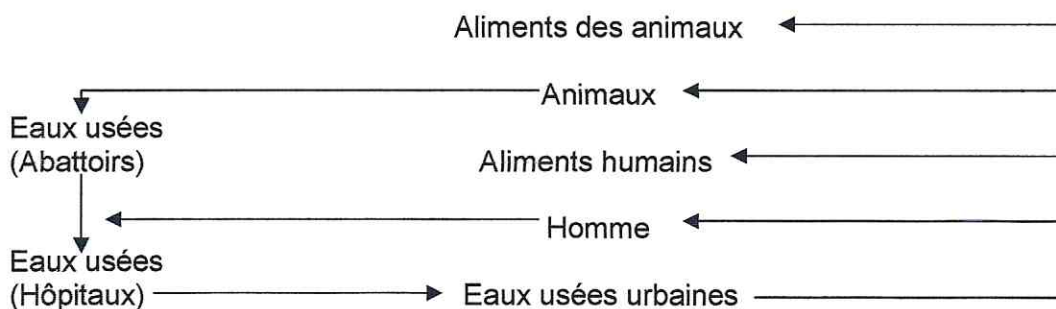 Aliments des animaux
Animaux
Eaux usées
(Abattoirs)
Aliments humains
Homme
Eaux usées
(Hôpitaux)
Eaux usées urbaines